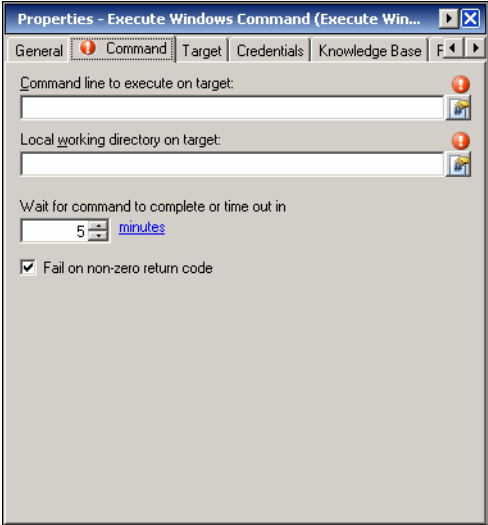 Properties - Execute Windows Command (Execute Win...
General Command Target Credentials Knowledge Base
Command line to execute on target:
Local working directory on target:
Wait for command to complete or time out in
5 minutes
Fail on non-zero return code